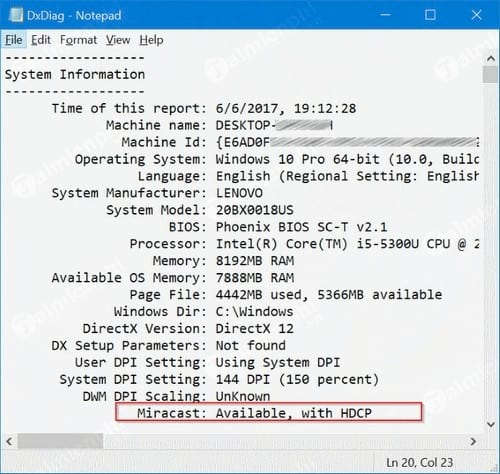 DxDiag - Notepad
File Edit Format View Help
------------------
System Information
------------------
Time of this report: 6/6/2017, 19:12:28
Machine name: DESKTOP-
Machine Id: {E6AD0F
Operating System: Windows 10 Pro 64-bit (10.0, Build
Language: English (Regional Setting: English
System Manufacturer: LENOVO
System Model: 20BX0018US
BIOS: Phoenix BIOS SC-T v2.1
Processor: Intel(R) Core(TM) i5-5300U CPU @ 2
Memory: 8192MB RAM
Available OS Memory: 7888MB RAM
Page File: 4442MB used, 5366MB available
Windows Dir: C:\Windows
DirectX Version: DirectX 12
DX Setup Parameters: Not found
User DPI Setting: Using System DPI
System DPI Setting: 144 DPI (150 percent)
DWM DPI Scaling: UnKnown
Miracast: Available, with HDCP
Ln 20, Col 23